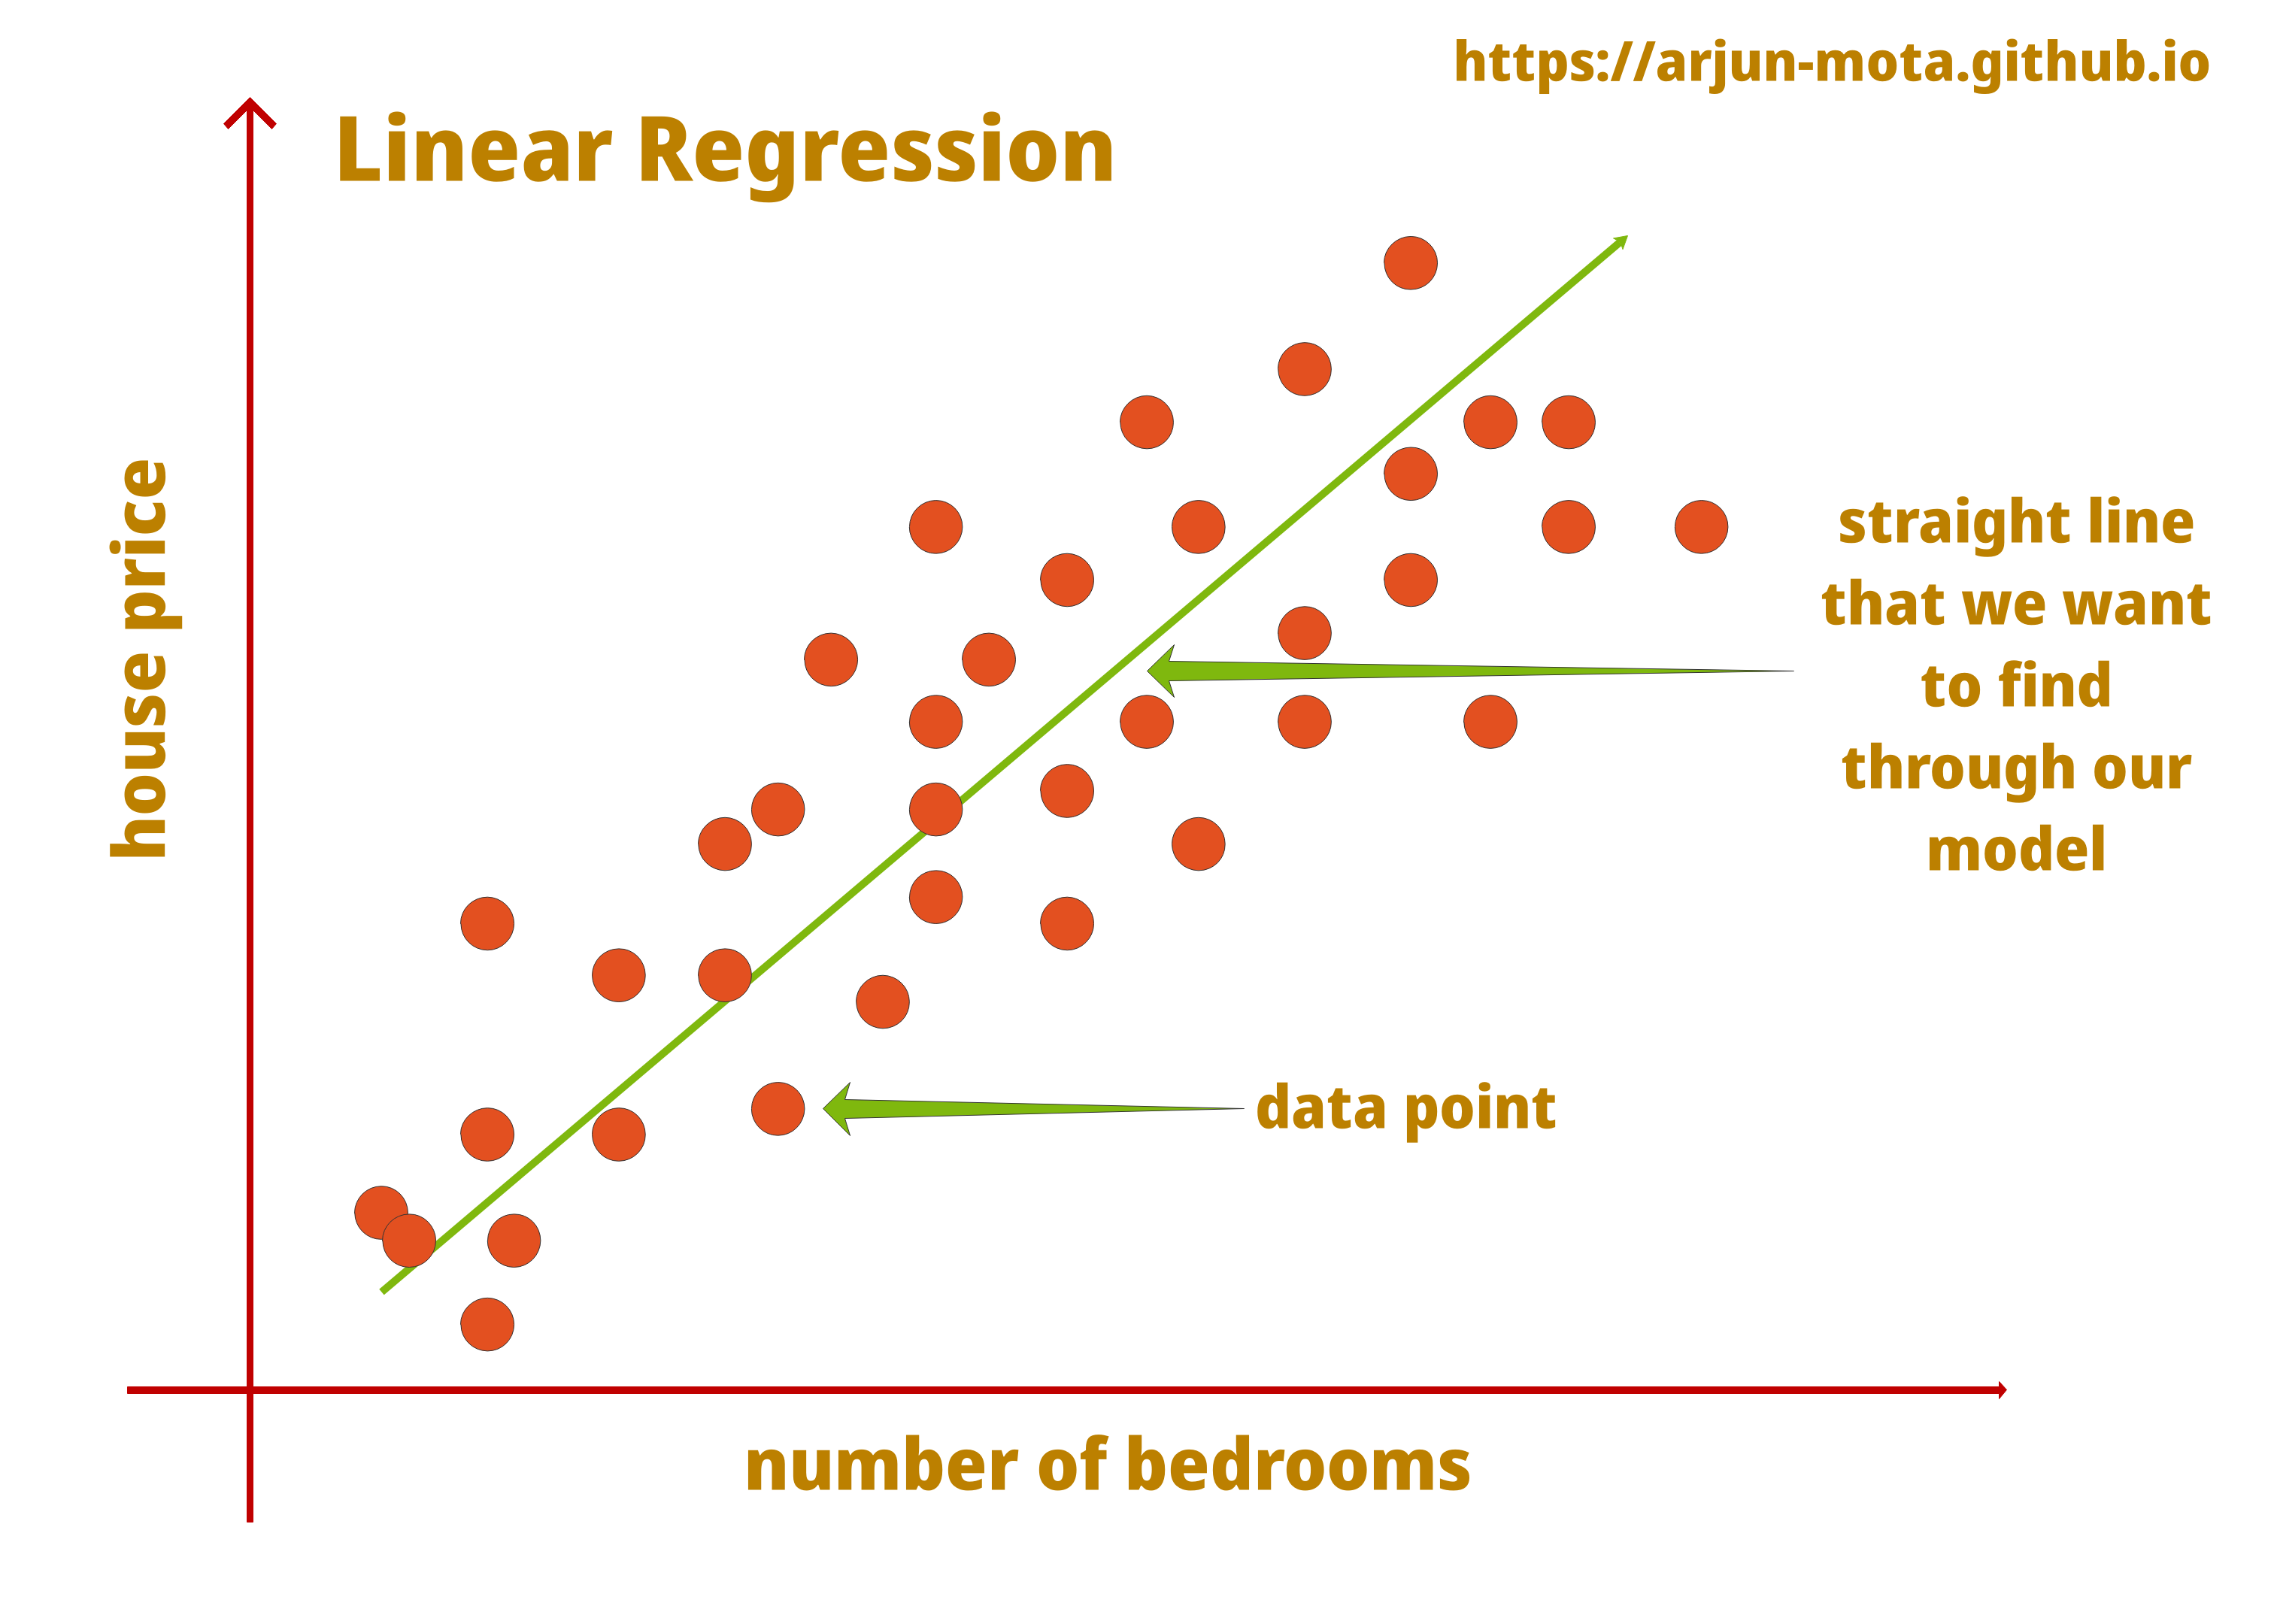 https://arjun-mota.github.io
Linear Regression
house price
straight line
that we want
to find
through our
model
data point
number of bedrooms